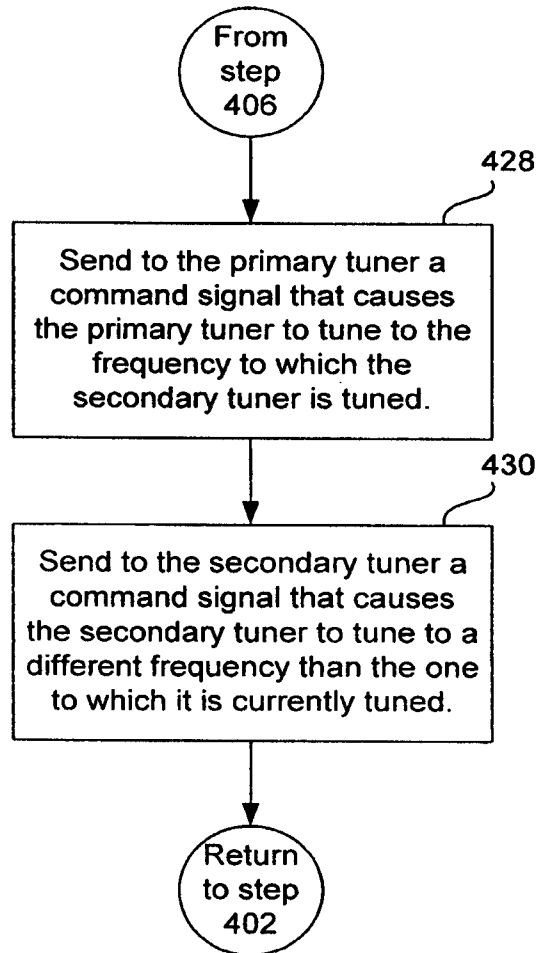 From
step
406
428
Send to the primary tuner a
command signal that causes
the primary tuner to tune to the
frequency to which the
secondary tuner is tuned.
430
Send to the secondary tuner a
command signal that causes
the secondary tuner to tune to a
different frequency than the one
to which it is currently tuned.
Return
to step
402